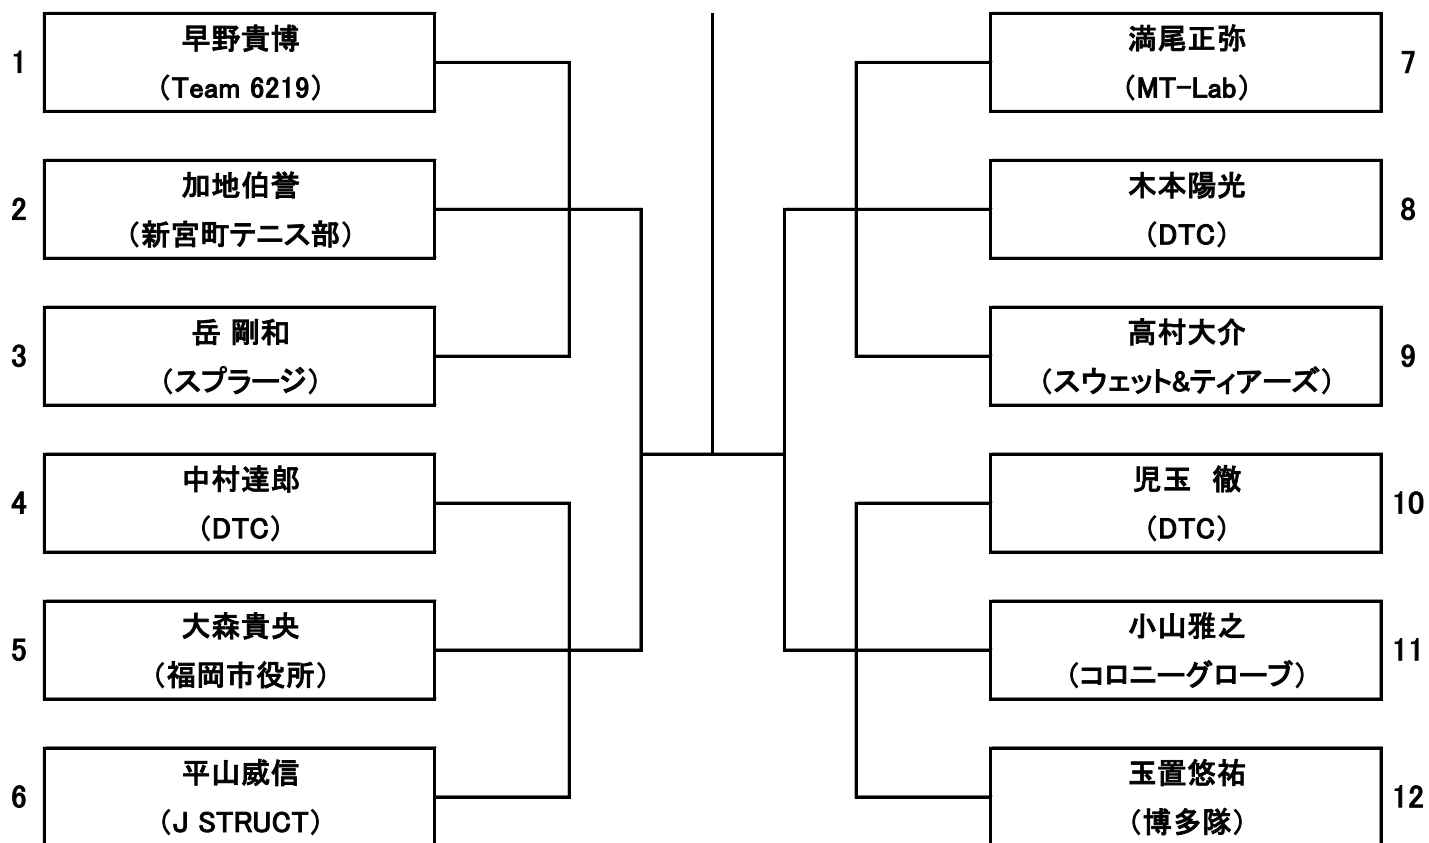 1
早野貴博
（Team 6219）
2
加地伯誉
（新宮町テニス部）
3
岳 剛和
（スプラージ）
4
中村達郎
（DTC）
5
大森貴央
（福岡市役所）
6
平山威信
（J STRUCT）
満尾正弥
（MT-Lab）
7
木本陽光
（DTC）
8
高村大介
（スウェット&ティアーズ）
9
児玉　徹
（DTC）
10
小山雅之
（コロニーグローブ）
11
玉置悠祐
（博多隊）
12